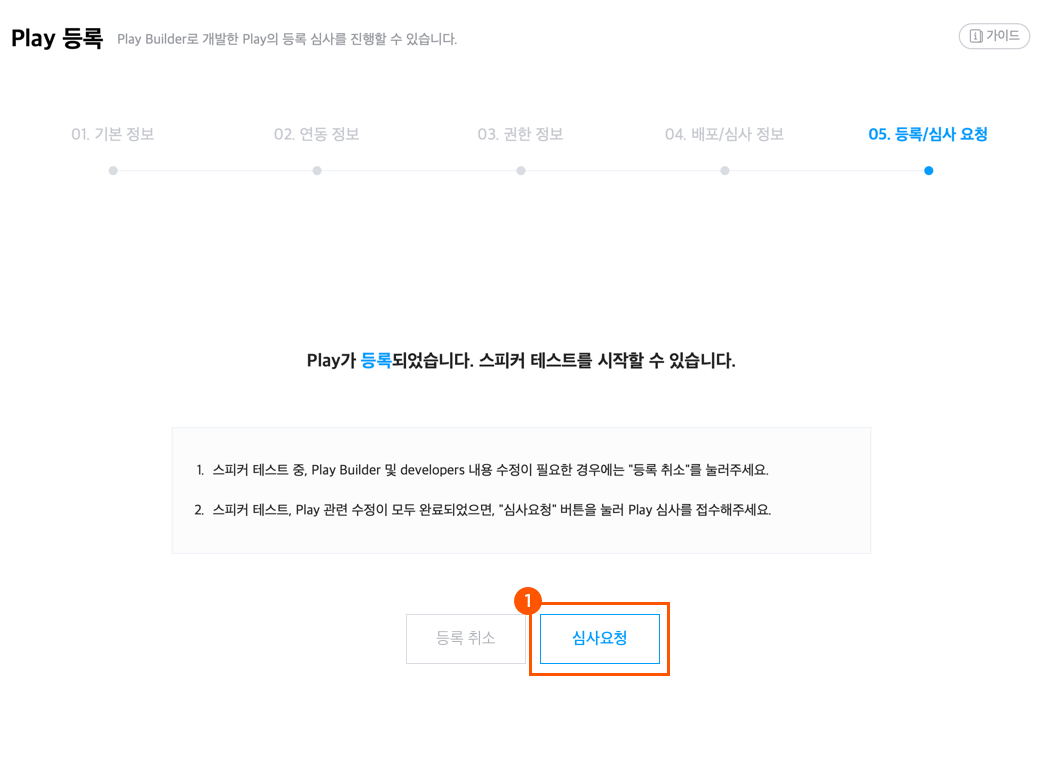 Play 등록 Play Builder로 개발한 Play의 등록 심사를 진행할 수 있습니다. 가이드
01. 기본 정보 02. 연동 정보 03. 권한 정보 04. 배포/심사 정보 05. 등록/심사 요청
Play가 등록되었습니다. 스피커 테스트를 시작할 수 있습니다.
1. 스피커 테스트 중, Play Builder 및 developers 내용 수정이 필요한 경우에는 "등록 취소"를 눌러주세요.
2. 스피커 테스트, Play 관련 수정이 모두 완료되었으면, "심사요청" 버튼을 눌러 Play 심사를 접수해주세요.
1
등록 취소 심사요청